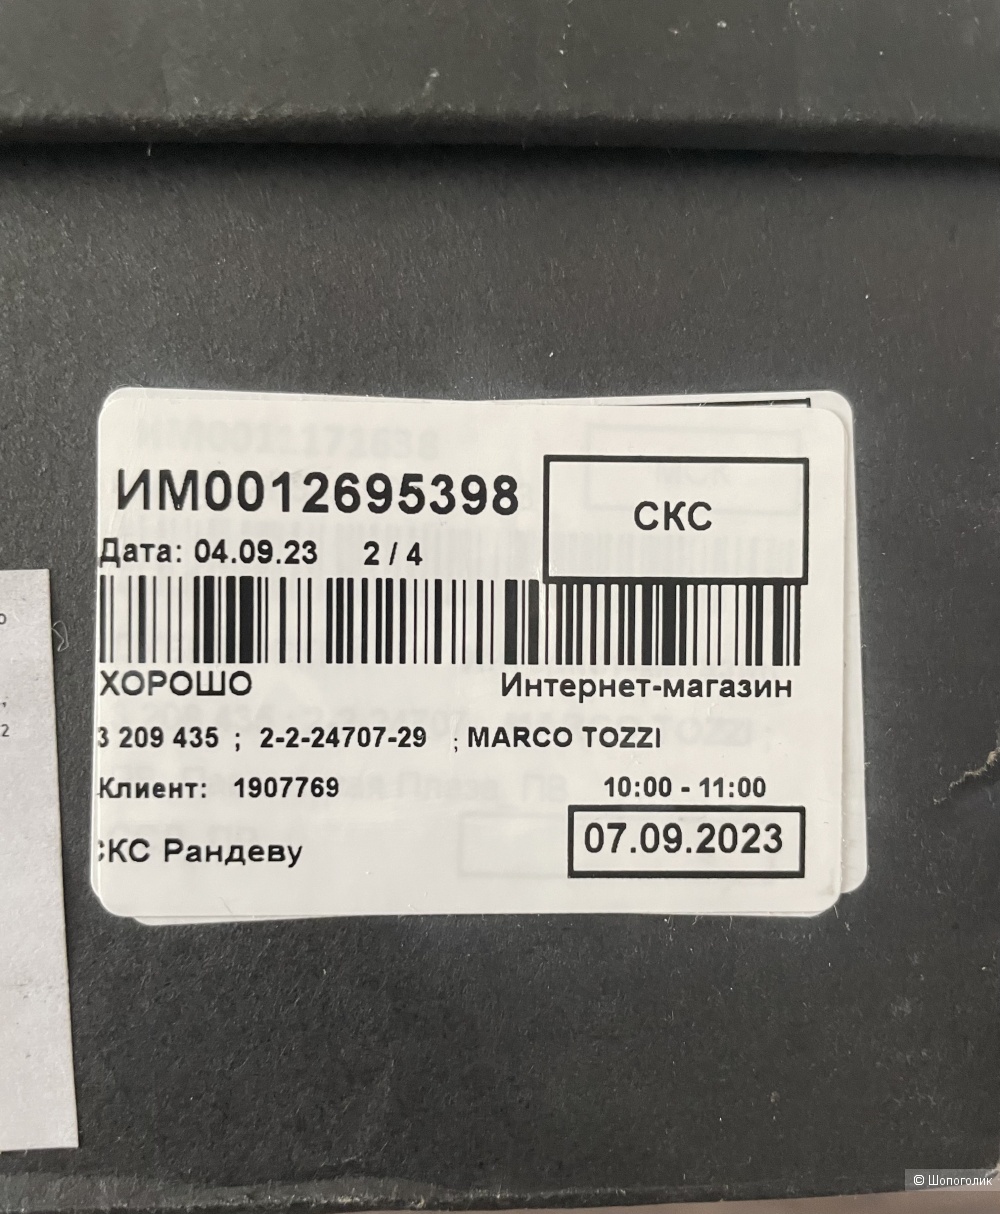 ИМ0012695398
СКС
Дата: 04.09.23 2 / 4
ХОРОШО Интернет-магазин
3 209 435 ; 2-2-24707-29 ; MARCO TOZZI
Клиент: 1907769 10:00 - 11:00
07.09.2023
СКС Рандеву
© Шопоголик